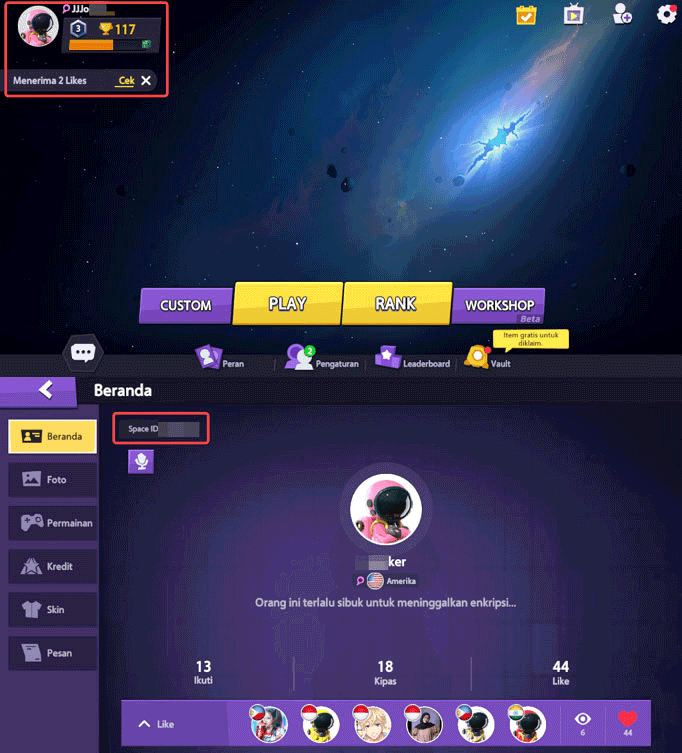 JJJo
3
117
Menerima 2 Likes Cek
CUSTOM
PLAY
RANK
WORKSHOP
Beta
Item gratis untuk
diklaim.
Peran
2
Pengaturan
Leaderboard
Vault
Beranda
Beranda
Foto
Permainan
Kredit
Skin
Pesan
Space ID
ker
Amerika
Orang ini terlalu sibuk untuk meninggalkan enkripsi...
13
Ikuti
18
Kipas
44
Like
Like
6
44